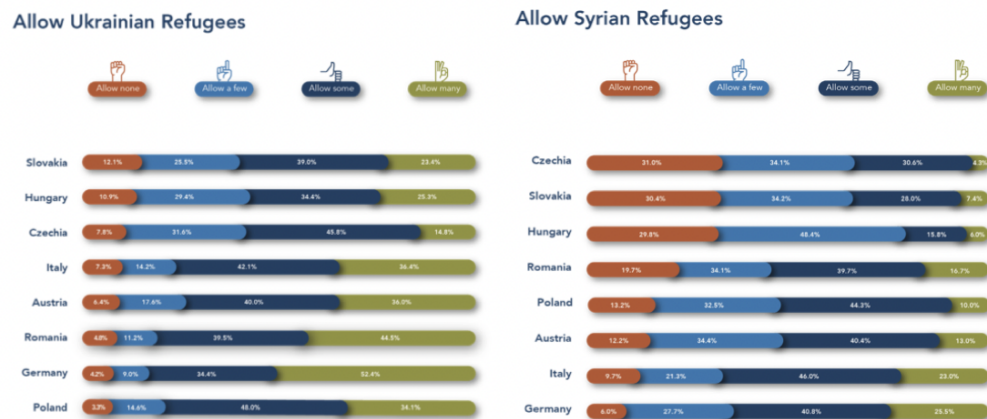 Allow Ukrainian Refugees
Allow none Allow a few Allow some Allow many
Slovakia 12.1% 25.5% 39.0% 23.4%
Hungary 10.9% 29.4% 34.4% 25.3%
Czechia 7.8% 31.6% 45.8% 14.8%
Italy 7.3% 14.2% 42.1% 36.4%
Austria 6.4% 17.6% 40.0% 36.0%
Romania 4.8% 11.2% 39.5% 44.5%
Germany 4.2% 9.0% 34.4% 52.4%
Poland 3.3% 14.6% 48.0% 34.1%
Allow Syrian Refugees
Allow none Allow a few Allow some Allow many
Czechia 31.0% 34.1% 30.6% 4.3%
Slovakia 30.4% 34.2% 28.0% 7.4%
Hungary 29.8% 48.4% 15.8% 6.0%
Romania 19.7% 34.1% 39.7% 16.7%
Poland 13.2% 32.5% 44.3% 10.0%
Austria 12.2% 34.4% 40.4% 13.0%
Italy 9.7% 21.3% 46.0% 23.0%
Germany 6.0% 27.7% 40.8% 25.5%